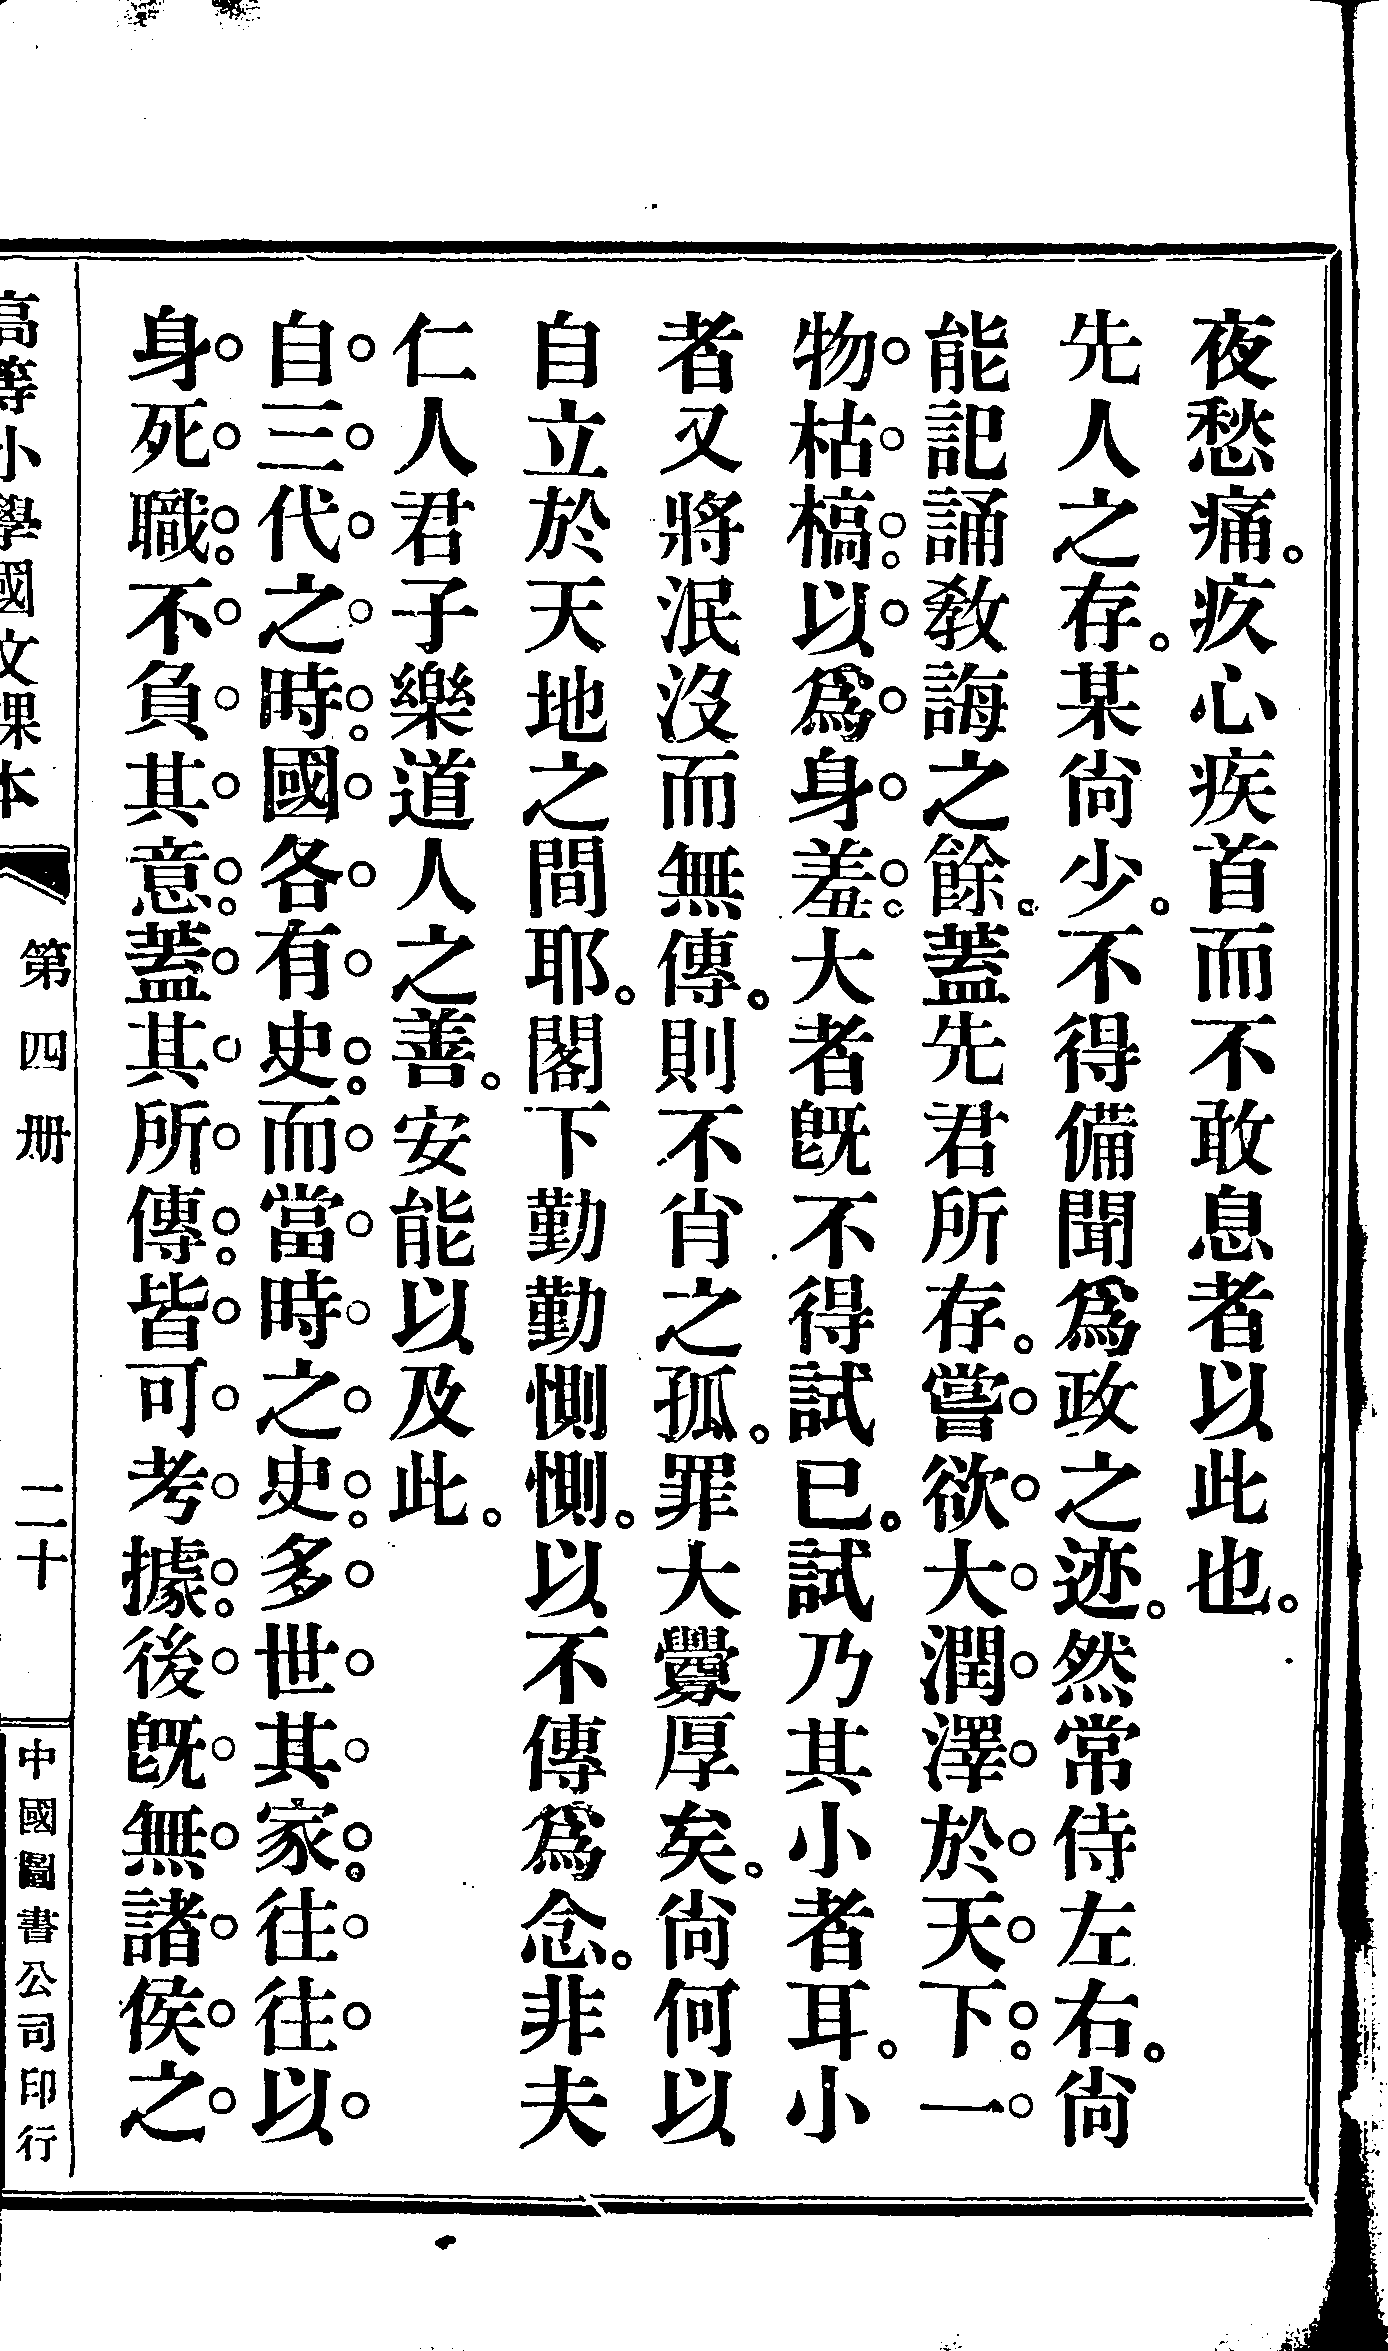 夜愁痛。疚心疾首而不敢息者以此也。
先人之存。某尙少。不得備聞爲政之迹。然常侍左右。尙
能記誦敎誨之餘。蓋先君所存。嘗欲大潤澤於天下。一
物枯槁。以爲身羞。大者旣不得試已。試乃其小者耳。小
者又將泯沒而無傳。則不肖之孤。罪大釁厚矣。尙何以
自立於天地之間耶。閣下勤勤惻惻。以不傳爲念。非夫
仁人君子樂道人之善。安能以及此。
自三代之時。國各有史。而當時之史。多世其家。往往以
身死職。不負其意。蓋其所傳。皆可考據。後旣無諸侯之
高等小學國文課本
第四册
二十
中國圖書公司印行